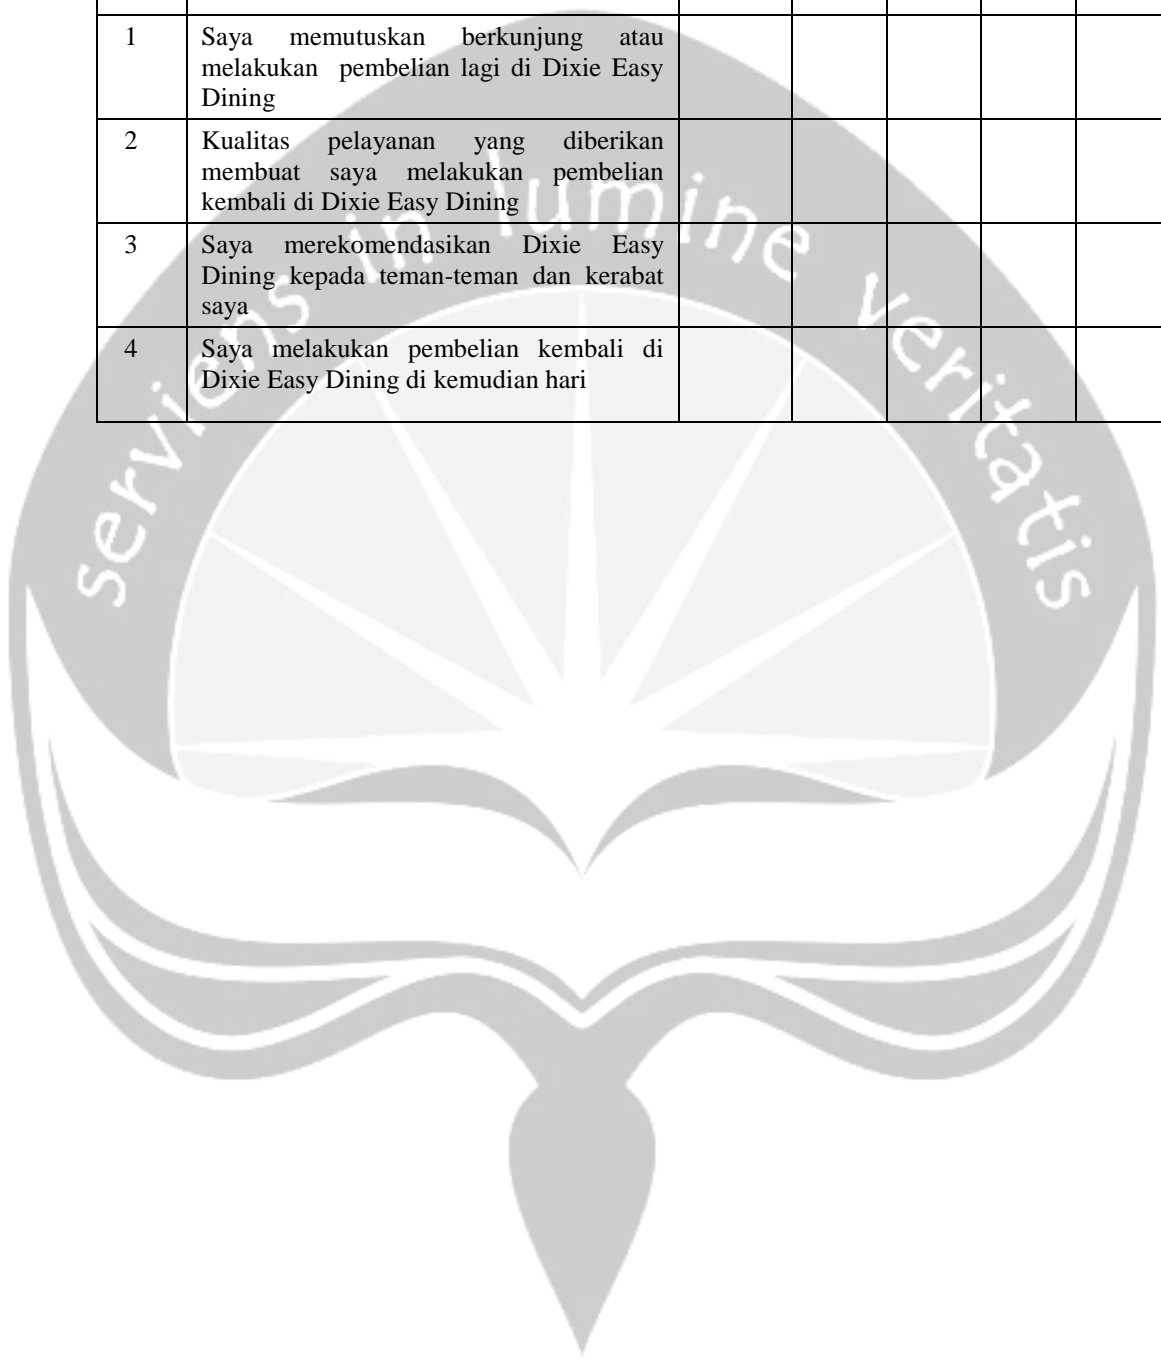 1
Saya memutuskan berkunjung atau
melakukan pembelian lagi di Dixie Easy
Dining
2
Kualitas pelayanan yang diberikan
membuat saya melakukan pembelian
kembali di Dixie Easy Dining
3
Saya merekomendasikan Dixie Easy
Dining kepada teman-teman dan kerabat
saya
4
Saya melakukan pembelian kembali di
Dixie Easy Dining di kemudian hari
serviens in lumine veritatis